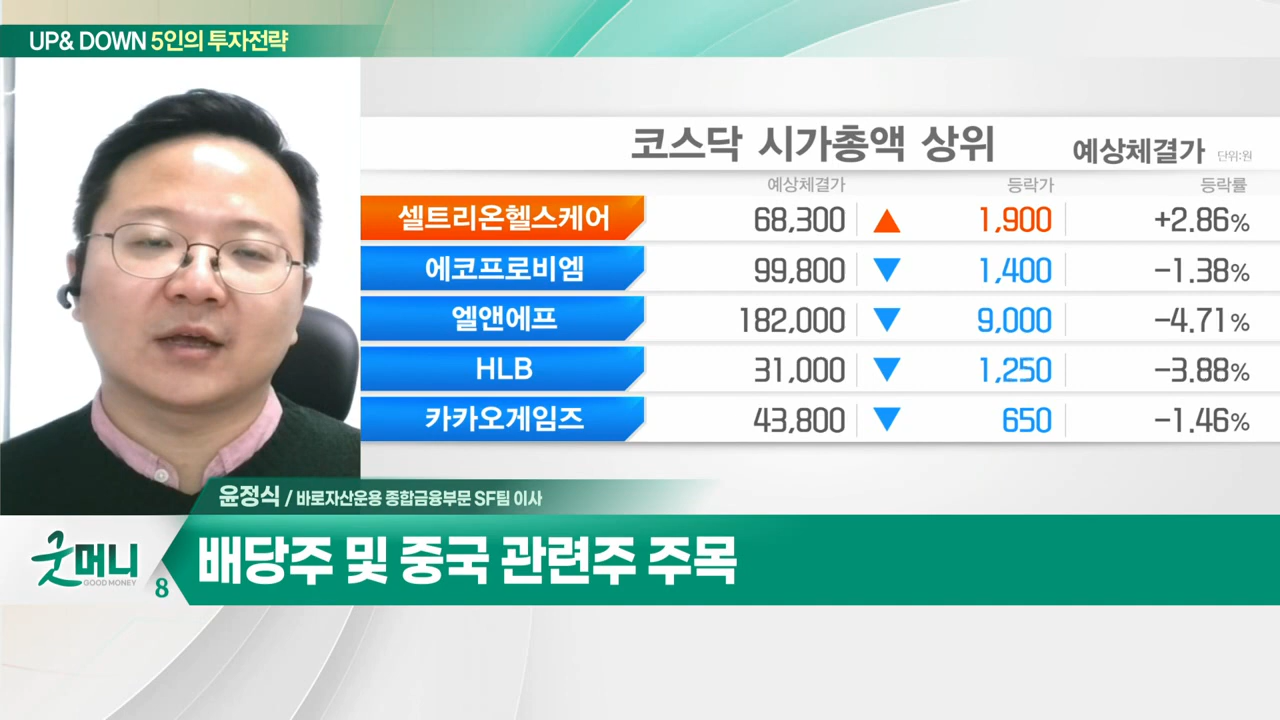 UP& DOWN 5인의 투자전략
코스닥 시가총액 상위 예상체결가 단위:원
예상체결가 등락가 등락률
셀트리온헬스케어 68,300 ▲ 1,900 +2.86%
에코프로비엠 99,800 ▼ 1,400 -1.38%
엘앤에프 182,000 ▼ 9,000 -4.71%
HLB 31,000 ▼ 1,250 -3.88%
카카오게임즈 43,800 ▼ 650 -1.46%
윤정식 / 바로자산운용 종합금융부문 SF팀 이사
굿머니
GOOD MONEY
8
배당주 및 중국 관련주 주목